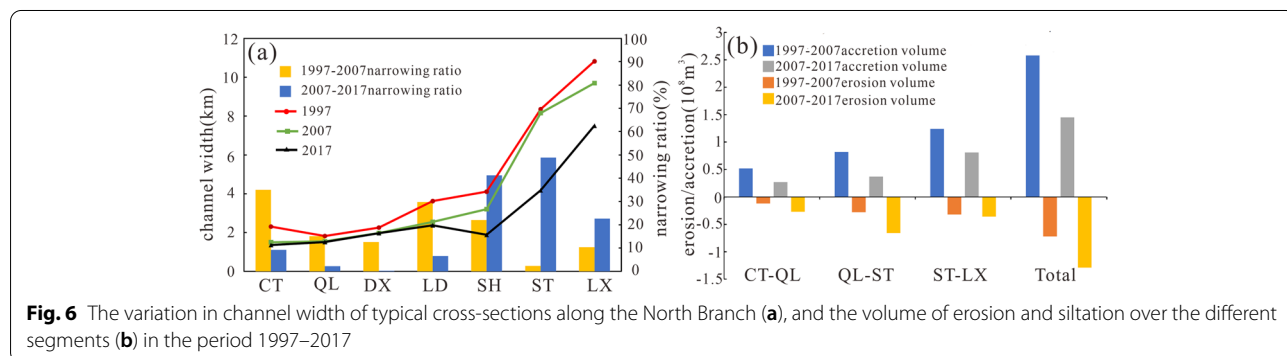 (a)
12
10
8
6
4
2
0
channel width(km)
1997-2007narrowing ratio
2007-2017narrowing ratio
1997
2007
2017
100
90
80
70
60
50
40
30
20
10
0
narrowing ratio(%)
CT QL DX LD SH ST LX
(b)
3
2.5
2
1.5
1
0.5
0
-0.5
-1
-1.5
erosion/accretion(10⁸m³)
1997-2007accretion volume
2007-2017accretion volume
1997-2007erosion volume
2007-2017erosion volume
CT-QL QL-ST ST-LX Total
Fig. 6 The variation in channel width of typical cross-sections along the North Branch (a), and the volume of erosion and siltation over the different
segments (b) in the period 1997–2017